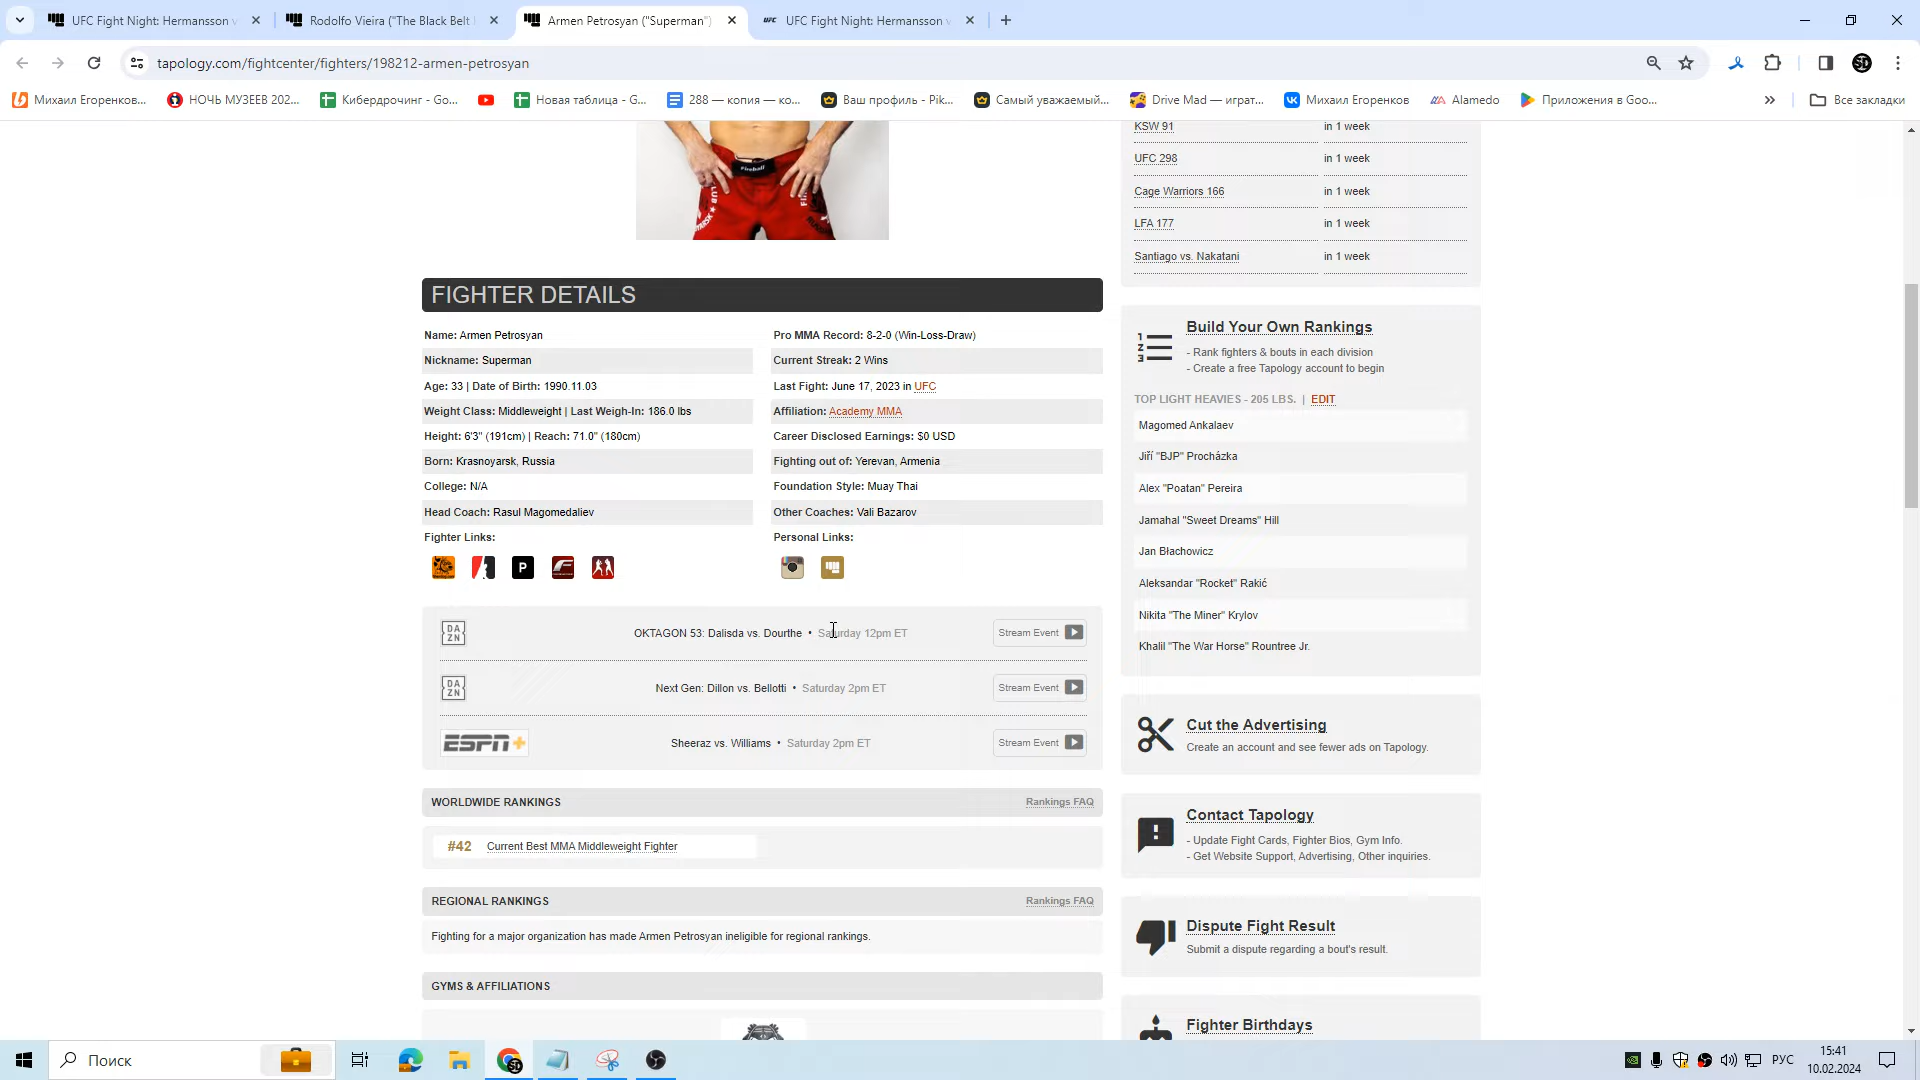 UFC Fight Night: Hermansson v
Rodolfo Vieira ("The Black Belt
Armen Petrosyan ("Superman")
UFC Fight Night: Hermansson v
tapology.com/fightcenter/fighters/198212-armen-petrosyan
Михаил Егоренков...
НОЧЬ МУЗЕЕВ 202...
Кибердрочинг - Go...
Новая таблица - G...
288 — копия — ко...
Ваш профиль - Pik...
Самый уважаемый...
Drive Mad — играт...
Михаил Егоренков
Alamedo
Приложения в Goo...
Все закладки
FIGHTER DETAILS
Name: Armen Petrosyan
Pro MMA Record: 8-2-0 (Win-Loss-Draw)
Nickname: Superman
Current Streak: 2 Wins
Age: 33 | Date of Birth: 1990.11.03
Last Fight: June 17, 2023 in UFC
Weight Class: Middleweight | Last Weigh-In: 186.0 lbs
Affiliation: Academy MMA
Height: 6'3" (191cm) | Reach: 71.0" (180cm)
Career Disclosed Earnings: $0 USD
Born: Krasnoyarsk, Russia
Fighting out of: Yerevan, Armenia
College: N/A
Foundation Style: Muay Thai
Head Coach: Rasul Magomedaliev
Other Coaches: Vali Bazarov
Fighter Links:
Personal Links:
P
DAZN
OKTAGON 53: Dalisda vs. Dourthe • Saturday 12pm ET
Stream Event
DAZN
Next Gen: Dillon vs. Bellotti • Saturday 2pm ET
Stream Event
ESPN+
Sheeraz vs. Williams • Saturday 2pm ET
Stream Event
WORLDWIDE RANKINGS
Rankings FAQ
#42 Current Best MMA Middleweight Fighter
REGIONAL RANKINGS
Rankings FAQ
Fighting for a major organization has made Armen Petrosyan ineligible for regional rankings.
GYMS & AFFILIATIONS
KSW 91 in 1 week
UFC 298 in 1 week
Cage Warriors 166 in 1 week
LFA 177 in 1 week
Santiago vs. Nakatani in 1 week
Build Your Own Rankings
- Rank fighters & bouts in each division
- Create a free Tapology account to begin
TOP LIGHT HEAVIES - 205 LBS. | EDIT
Magomed Ankalaev
Jiří "BJP" Procházka
Alex "Poatan" Pereira
Jamahal "Sweet Dreams" Hill
Jan Błachowicz
Aleksandar "Rocket" Rakić
Nikita "The Miner" Krylov
Khalil "The War Horse" Rountree Jr.
Cut the Advertising
Create an account and see fewer ads on Tapology.
Contact Tapology
- Update Fight Cards, Fighter Bios, Gym Info.
- Get Website Support, Advertising, Other inquiries.
Dispute Fight Result
Submit a dispute regarding a bout's result.
Fighter Birthdays
Поиск
РУС
15:41
10.02.2024